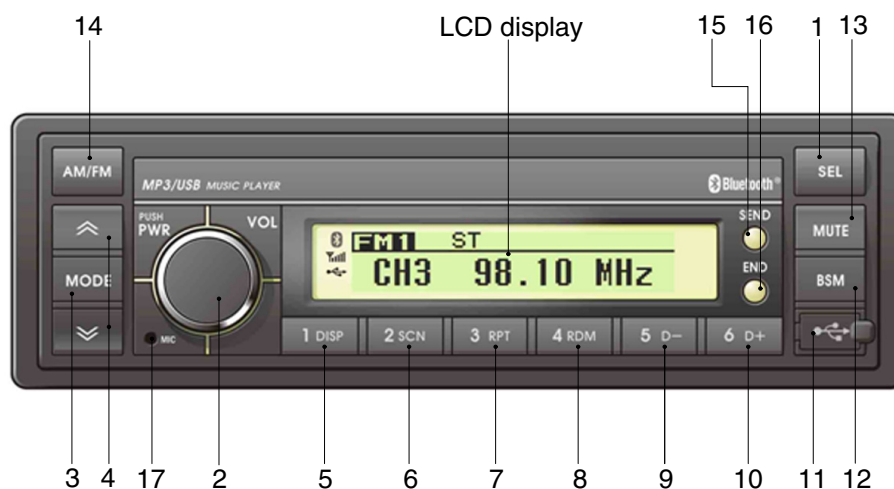 14 LCD display 15 16 1 13
AM/FM
MP3/USB MUSIC PLAYER
Bluetooth®
SEL
PUSH
PWR
VOL
FM1 ST
CH3 98.10 MHz
SEND
END
MUTE
MODE
BSM
MIC
1 DISP 2 SCN 3 RPT 4 RDM 5 D− 6 D+
3 17 4 2 5 6 7 8 9 10 11 12